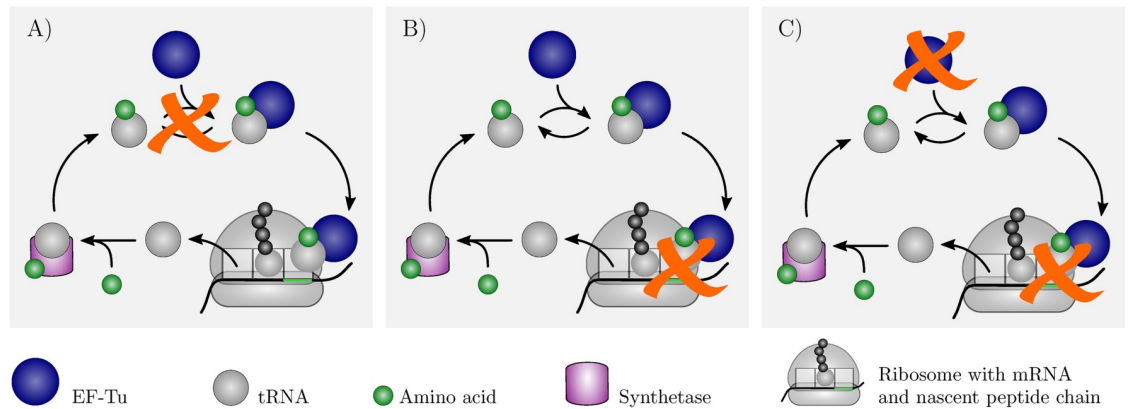 A)
B)
C)
EF-Tu
tRNA
Amino acid
Synthetase
Ribosome with mRNA
and nascent peptide chain